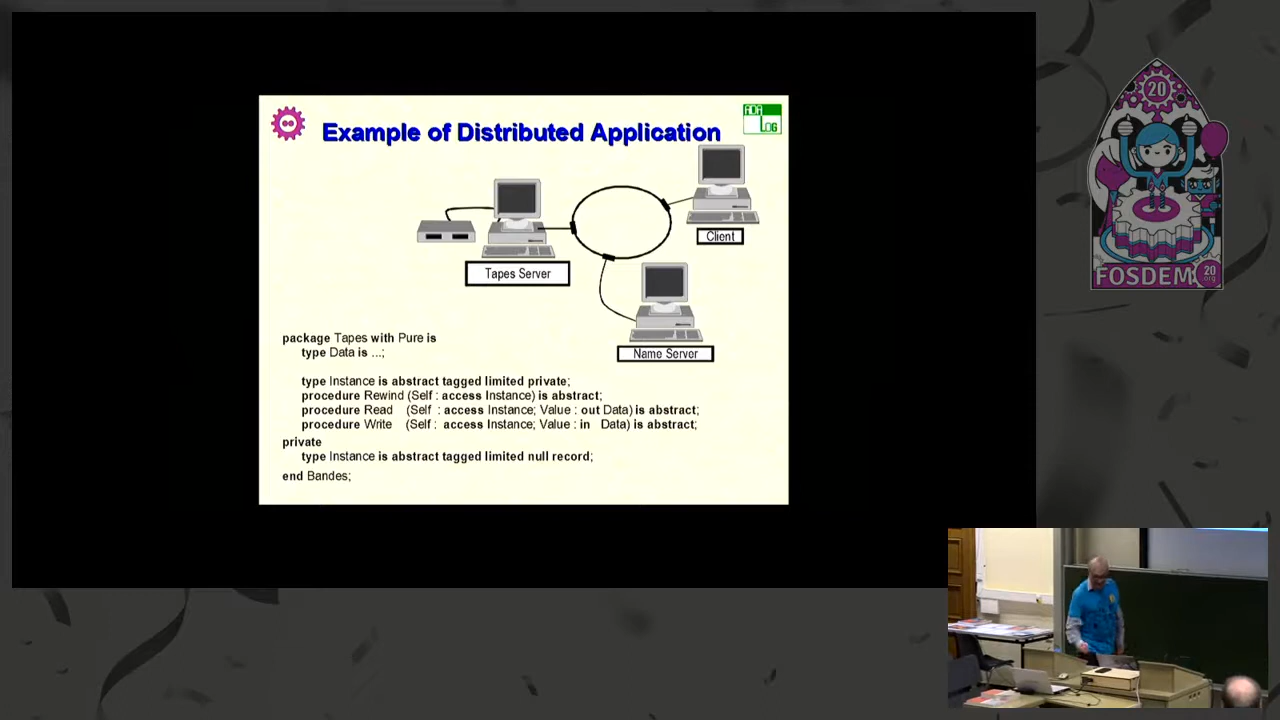 ADA
LOG
Example of Distributed Application
Client
Tapes Server
Name Server
package Tapes with Pure is
type Data is ...;
type Instance is abstract tagged limited private;
procedure Rewind (Self : access Instance) is abstract;
procedure Read (Self : access Instance; Value : out Data) is abstract;
procedure Write (Self : access Instance; Value : in Data) is abstract;
private
type Instance is abstract tagged limited null record;
end Bandes;
20
FOSDEM
20
.org